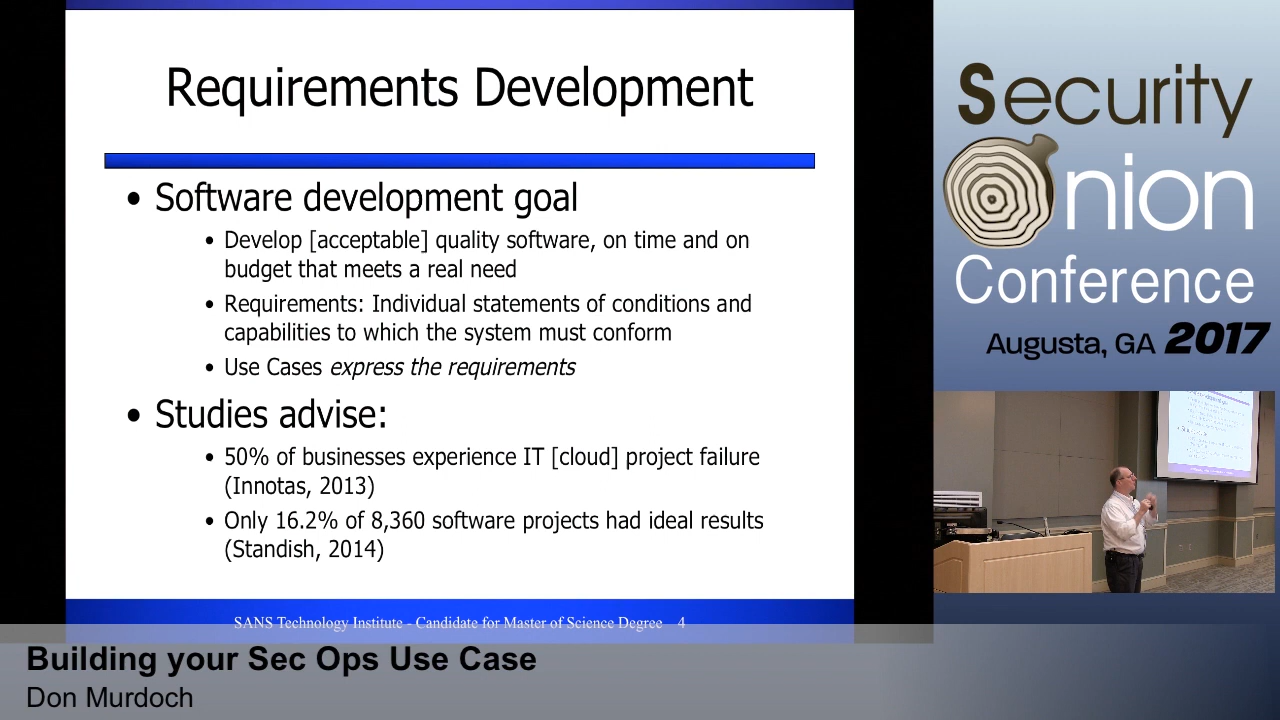 Requirements Development
• Software development goal
• Develop [acceptable] quality software, on time and on
budget that meets a real need
• Requirements: Individual statements of conditions and
capabilities to which the system must conform
• Use Cases express the requirements
• Studies advise:
• 50% of businesses experience IT [cloud] project failure
(Innotas, 2013)
• Only 16.2% of 8,360 software projects had ideal results
(Standish, 2014)
SANS Technology Institute - Candidate for Master of Science Degree 4
Security
Onion
Conference
Augusta, GA 2017
Building your Sec Ops Use Case
Don Murdoch